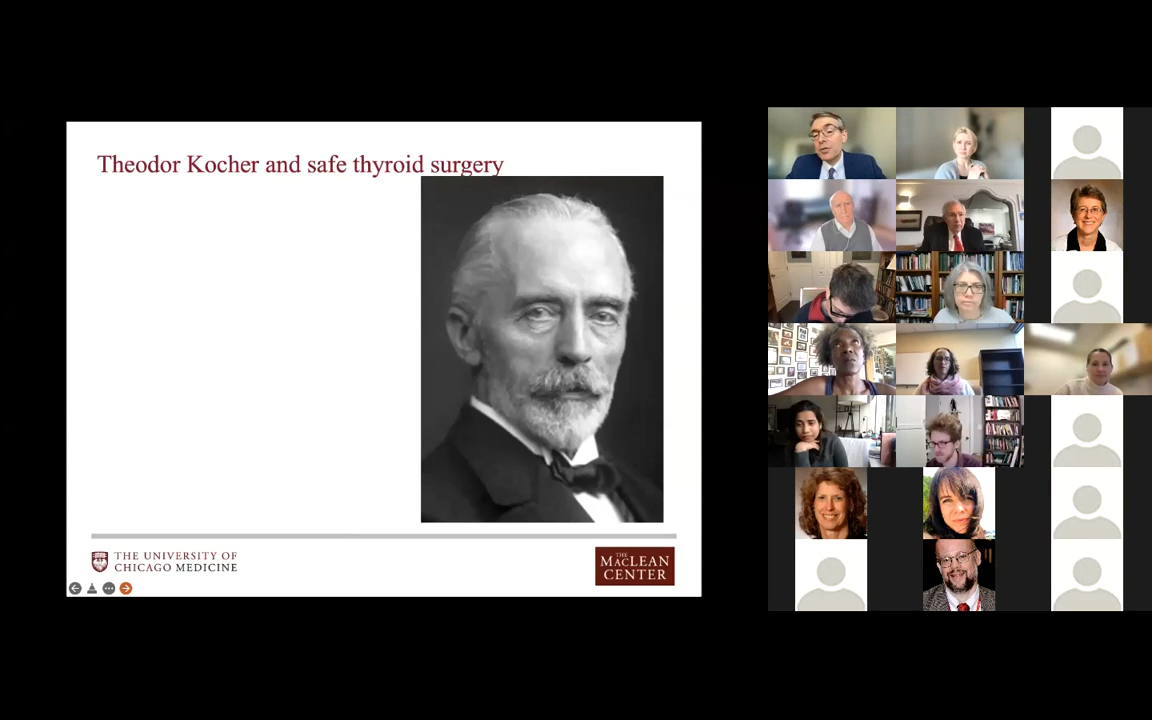 Theodor Kocher and safe thyroid surgery
THE UNIVERSITY OF
CHICAGO MEDICINE
THE
MACLEAN
CENTER